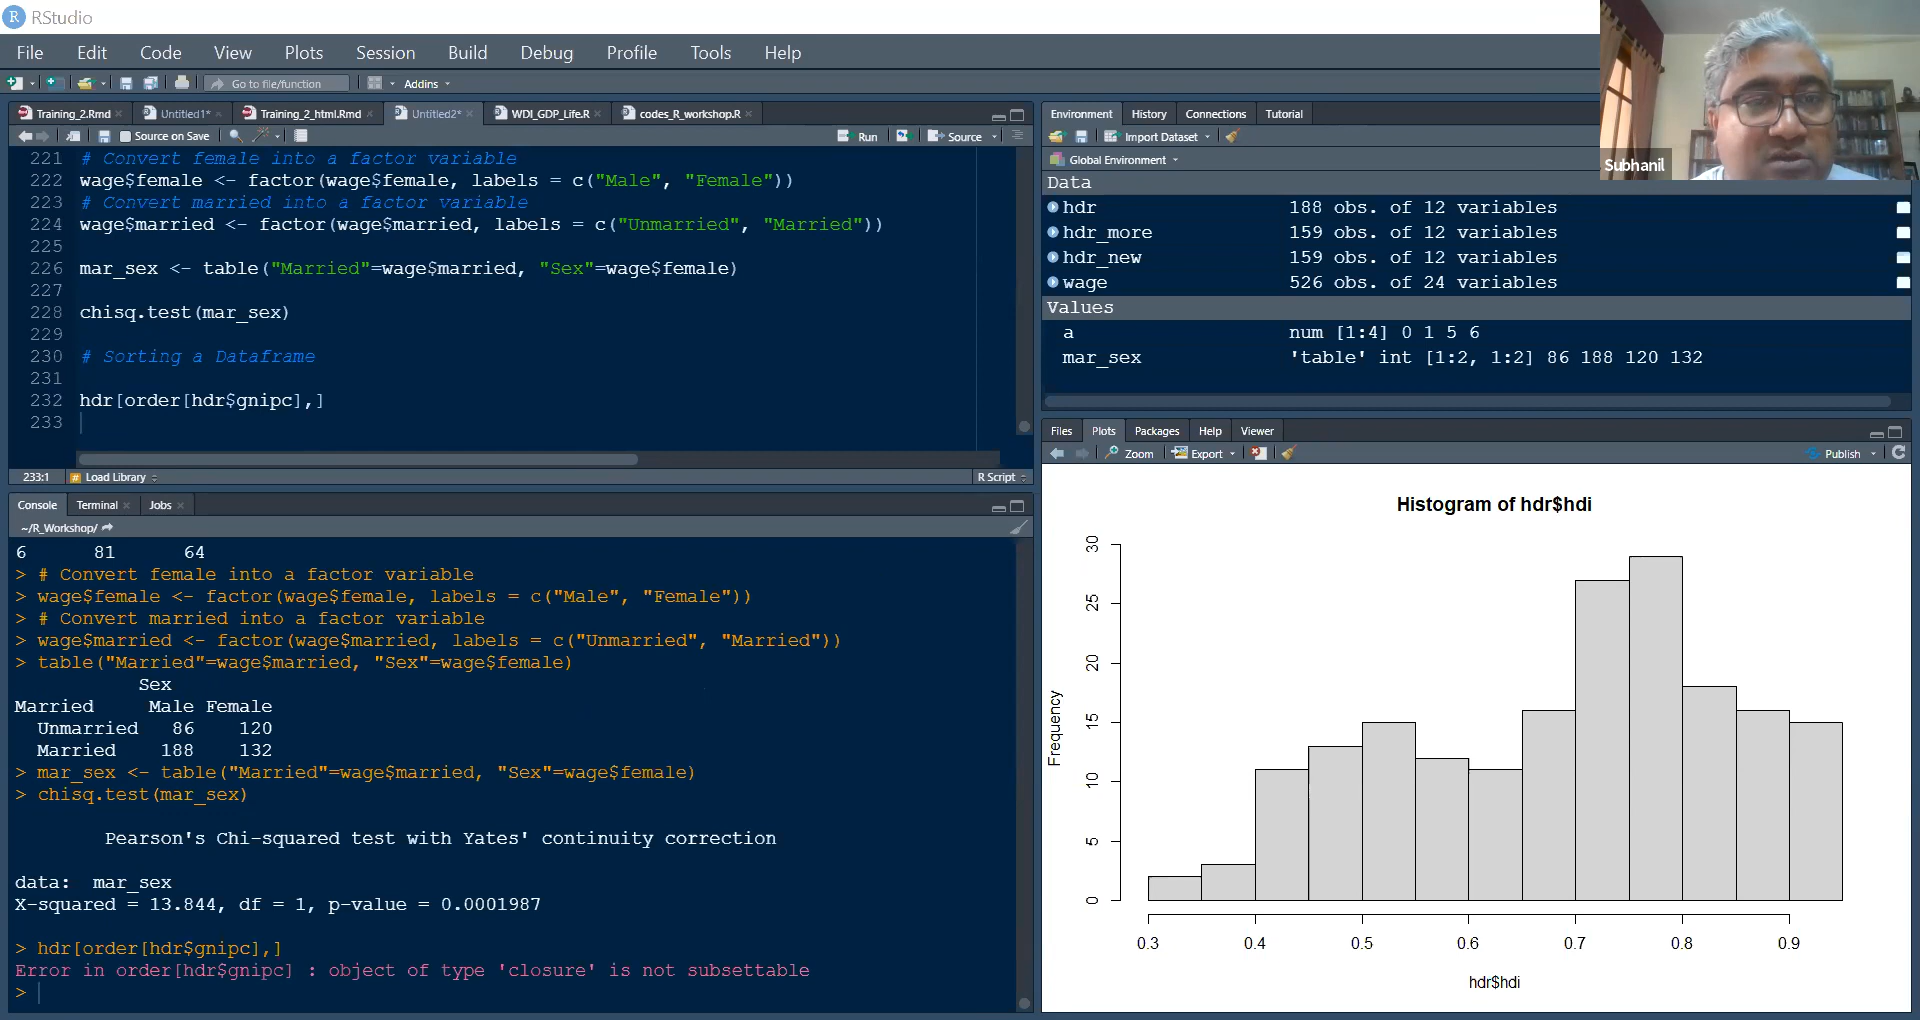 RStudio
File Edit Code View Plots Session Build Debug Profile Tools Help
Go to file/function Addins
Training_2.Rmd Untitled1* Training_2_html.Rmd Untitled2* WDI_GDP_Life.R codes_R_workshop.R
Source on Save Run Source
221 # Convert female into a factor variable
222 wage$female <- factor(wage$female, labels = c("Male", "Female"))
223 # Convert married into a factor variable
224 wage$married <- factor(wage$married, labels = c("Unmarried", "Married"))
225
226 mar_sex <- table("Married"=wage$married, "Sex"=wage$female)
227
228 chisq.test(mar_sex)
229
230 # Sorting a Dataframe
231
232 hdr[order[hdr$gnipc],]
233
233:1 # Load Library R Script
Console Terminal Jobs
~/R_Workshop/
6 81 64
> # Convert female into a factor variable
> wage$female <- factor(wage$female, labels = c("Male", "Female"))
> # Convert married into a factor variable
> wage$married <- factor(wage$married, labels = c("Unmarried", "Married"))
> table("Married"=wage$married, "Sex"=wage$female)
Sex
Married Male Female
Unmarried 86 120
Married 188 132
> mar_sex <- table("Married"=wage$married, "Sex"=wage$female)
> chisq.test(mar_sex)
Pearson's Chi-squared test with Yates' continuity correction
data: mar_sex
X-squared = 13.844, df = 1, p-value = 0.0001987
> hdr[order[hdr$gnipc],]
Error in order[hdr$gnipc] : object of type 'closure' is not subsettable
>
Environment History Connections Tutorial
Import Dataset
Global Environment
Data
hdr 188 obs. of 12 variables
hdr_more 159 obs. of 12 variables
hdr_new 159 obs. of 12 variables
wage 526 obs. of 24 variables
Values
a num [1:4] 0 1 5 6
mar_sex 'table' int [1:2, 1:2] 86 188 120 132
Files Plots Packages Help Viewer
Zoom Export Publish
Histogram of hdr$hdi
Frequency
30
25
20
15
10
5
0
0.3 0.4 0.5 0.6 0.7 0.8 0.9
hdr$hdi
Subhanil